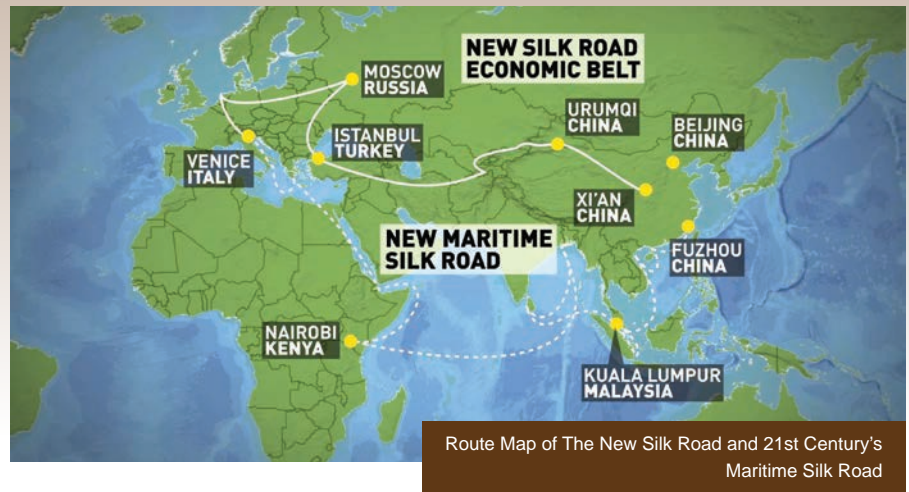 NEW SILK ROAD
ECONOMIC BELT
MOSCOW
RUSSIA
URUMQI
CHINA
BEIJING
CHINA
ISTANBUL
TURKEY
VENICE
ITALY
XI'AN
CHINA
NEW MARITIME
SILK ROAD
FUZHOU
CHINA
NAIROBI
KENYA
KUALA LUMPUR
MALAYSIA
Route Map of The New Silk Road and 21st Century's
Maritime Silk Road